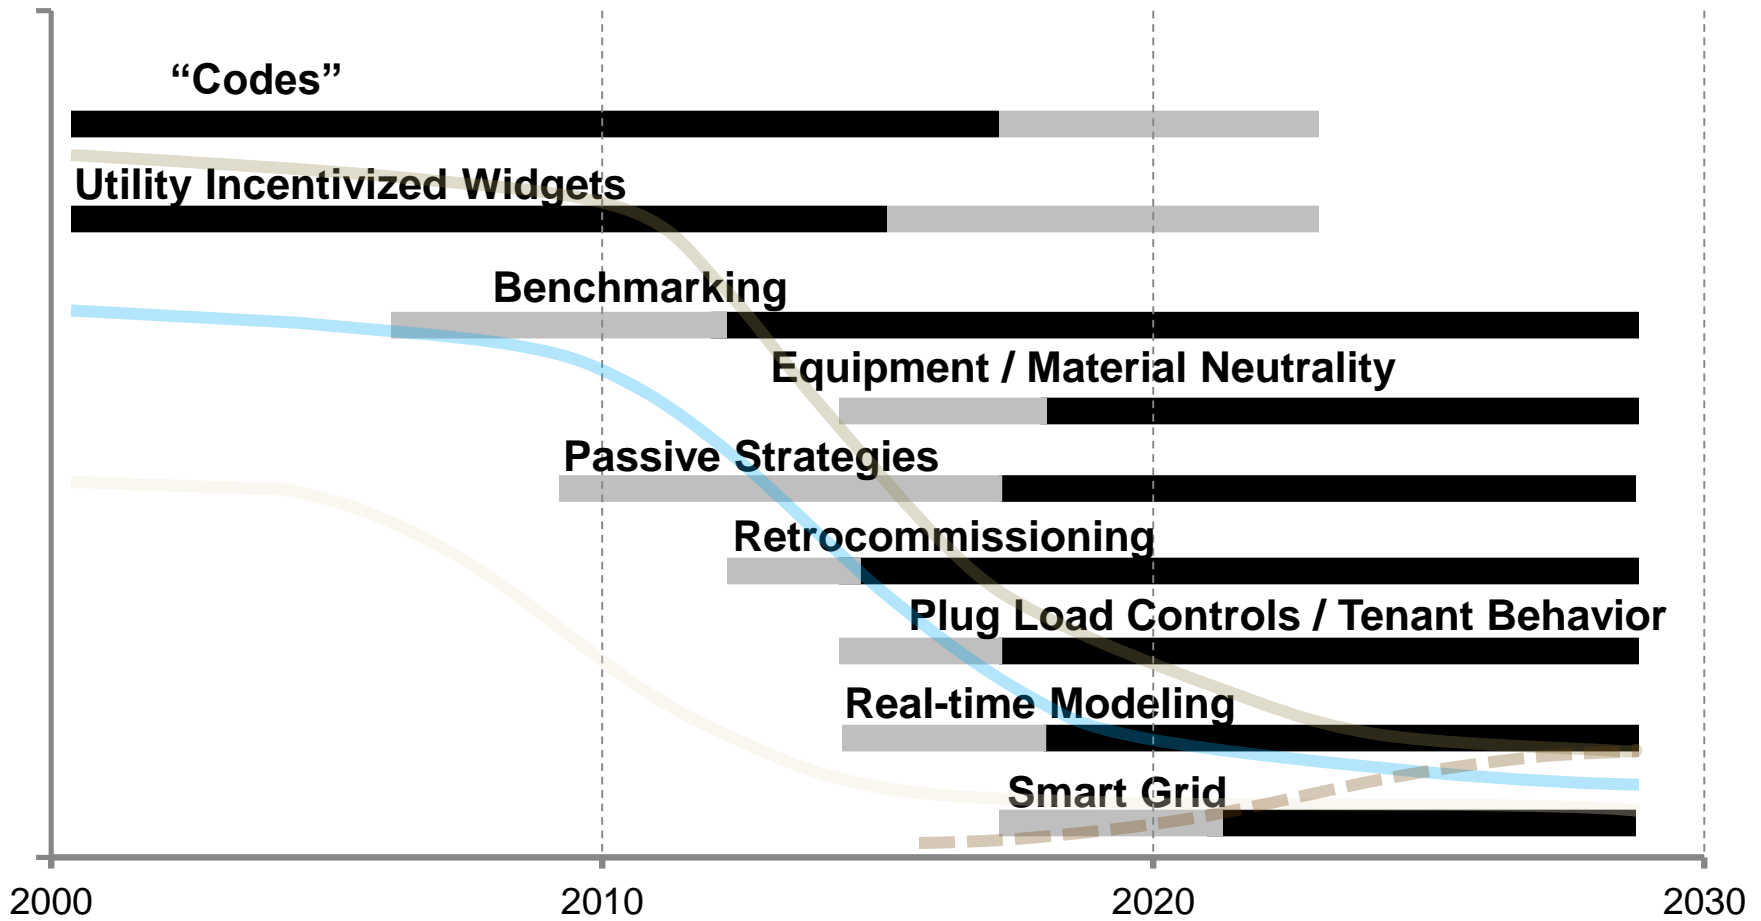 “Codes”
Utility Incentivized Widgets
Benchmarking
Equipment / Material Neutrality
Passive Strategies
Retrocommissioning
Plug Load Controls / Tenant Behavior
Real-time Modeling
Smart Grid
2000 2010 2020 2030